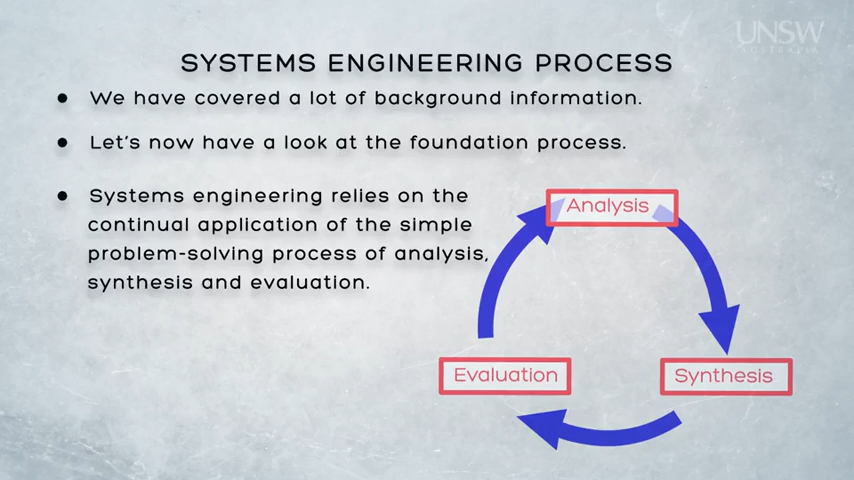 UNSW
AUSTRALIA
SYSTEMS ENGINEERING PROCESS
• We have covered a lot of background information.
• Let's now have a look at the foundation process.
• Systems engineering relies on the
continual application of the simple
problem-solving process of analysis,
synthesis and evaluation.
Analysis
Evaluation
Synthesis